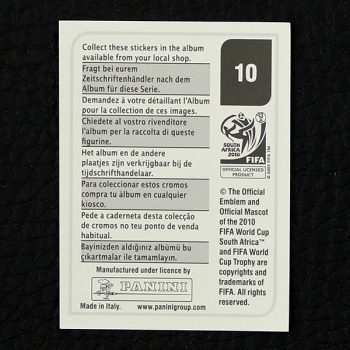 Collect these stickers in the album
available from your local shop.
Fragt bei eurem
Zeitschriftenhändler nach dem
Album für diese Serie.
Demandez à votre détaillant l'Album
pour la collection de ces images.
Chiedete al vostro rivenditore
l'album per la raccolta di queste
figurine.
Het album en de andere
plaatjes zijn verkrijgbaar bij de
tijdschrifthandelaar.
Para coleccionar estos cromos
compra tu álbum en cualquier
kiosco.
Pede a caderneta desta colecção
de cromos no teu ponto de venda
habitual.
Bayinizden aldığınız albümü bu
çıkartmalar ile tamamlayın.
Manufactured under licence by
PANINI
Made in Italy. www.paninigroup.com
10
SOUTH AFRICA
2010
FIFA
OFFICIAL LICENSED
PRODUCT
© 2005 FIFA TM
© The Official
Emblem and
Official Mascot
of the 2010
FIFA World Cup
South Africa™
and FIFA World
Cup Trophy are
copyrights and
trademarks of
FIFA. All rights
reserved.